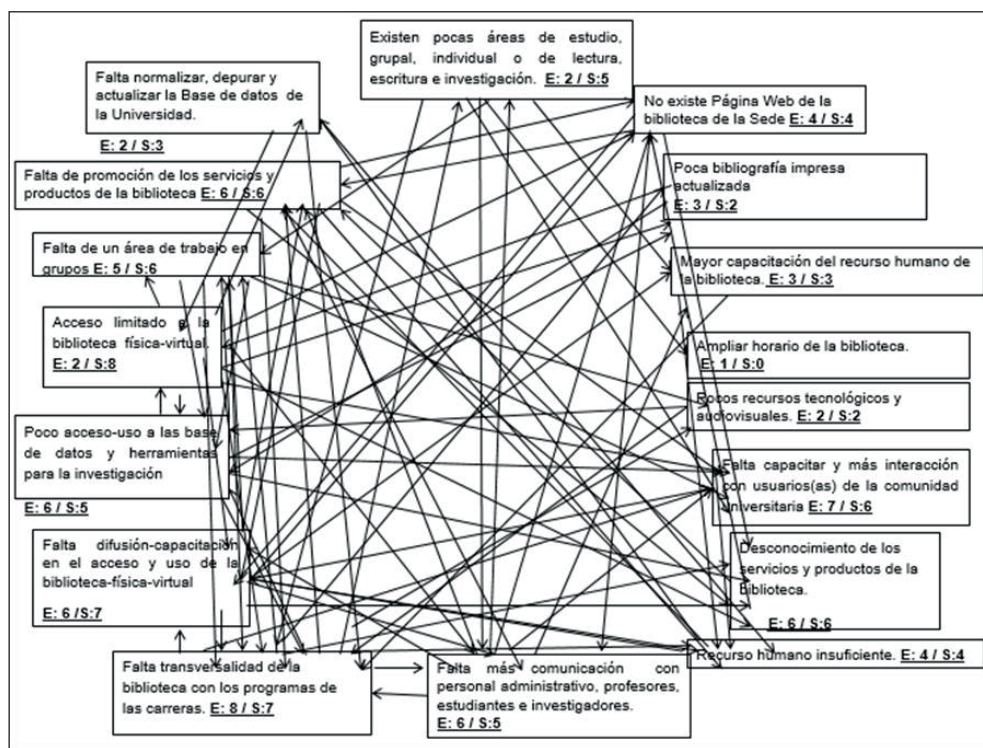 Existen pocas áreas de estudio,
grupal, individual o de lectura,
escritura e investigación. E: 2 / S:5
Falta normalizar, depurar y
actualizar la Base de datos de
la Universidad.
E: 2 / S:3
No existe Página Web de la
biblioteca de la Sede E: 4 / S:4
Falta de promoción de los servicios y
productos de la biblioteca E: 6 / S:6
Poca bibliografía impresa
actualizada
E: 3 / S:2
Falta de un área de trabajo en
grupos E: 5 / S:6
Mayor capacitación del recurso humano de
la biblioteca. E: 3 / S:3
Acceso limitado a la
biblioteca física-virtual.
E: 2 / S:8
Ampliar horario de la biblioteca.
E: 1 / S:0
Pocos recursos tecnológicos y
audiovisuales. E: 2 / S:2
Poco acceso-uso a las base
de datos y herramientas
para la investigación
E: 6 / S:5
Falta capacitar y más interacción
con usuarios(as) de la comunidad
universitaria E: 7 / S:6
Falta difusión-capacitación
en el acceso y uso de la
biblioteca-física-virtual
E: 6 /S:7
Desconocimiento de los
servicios y productos de la
biblioteca.
E: 6 / S:6
Falta transversalidad de la
biblioteca con los programas de
las carreras. E: 8 / S:7
Falta más comunicación con
personal administrativo, profesores,
estudiantes e investigadores.
E: 6 / S:5
Recurso humano insuficiente. E: 4 / S:4